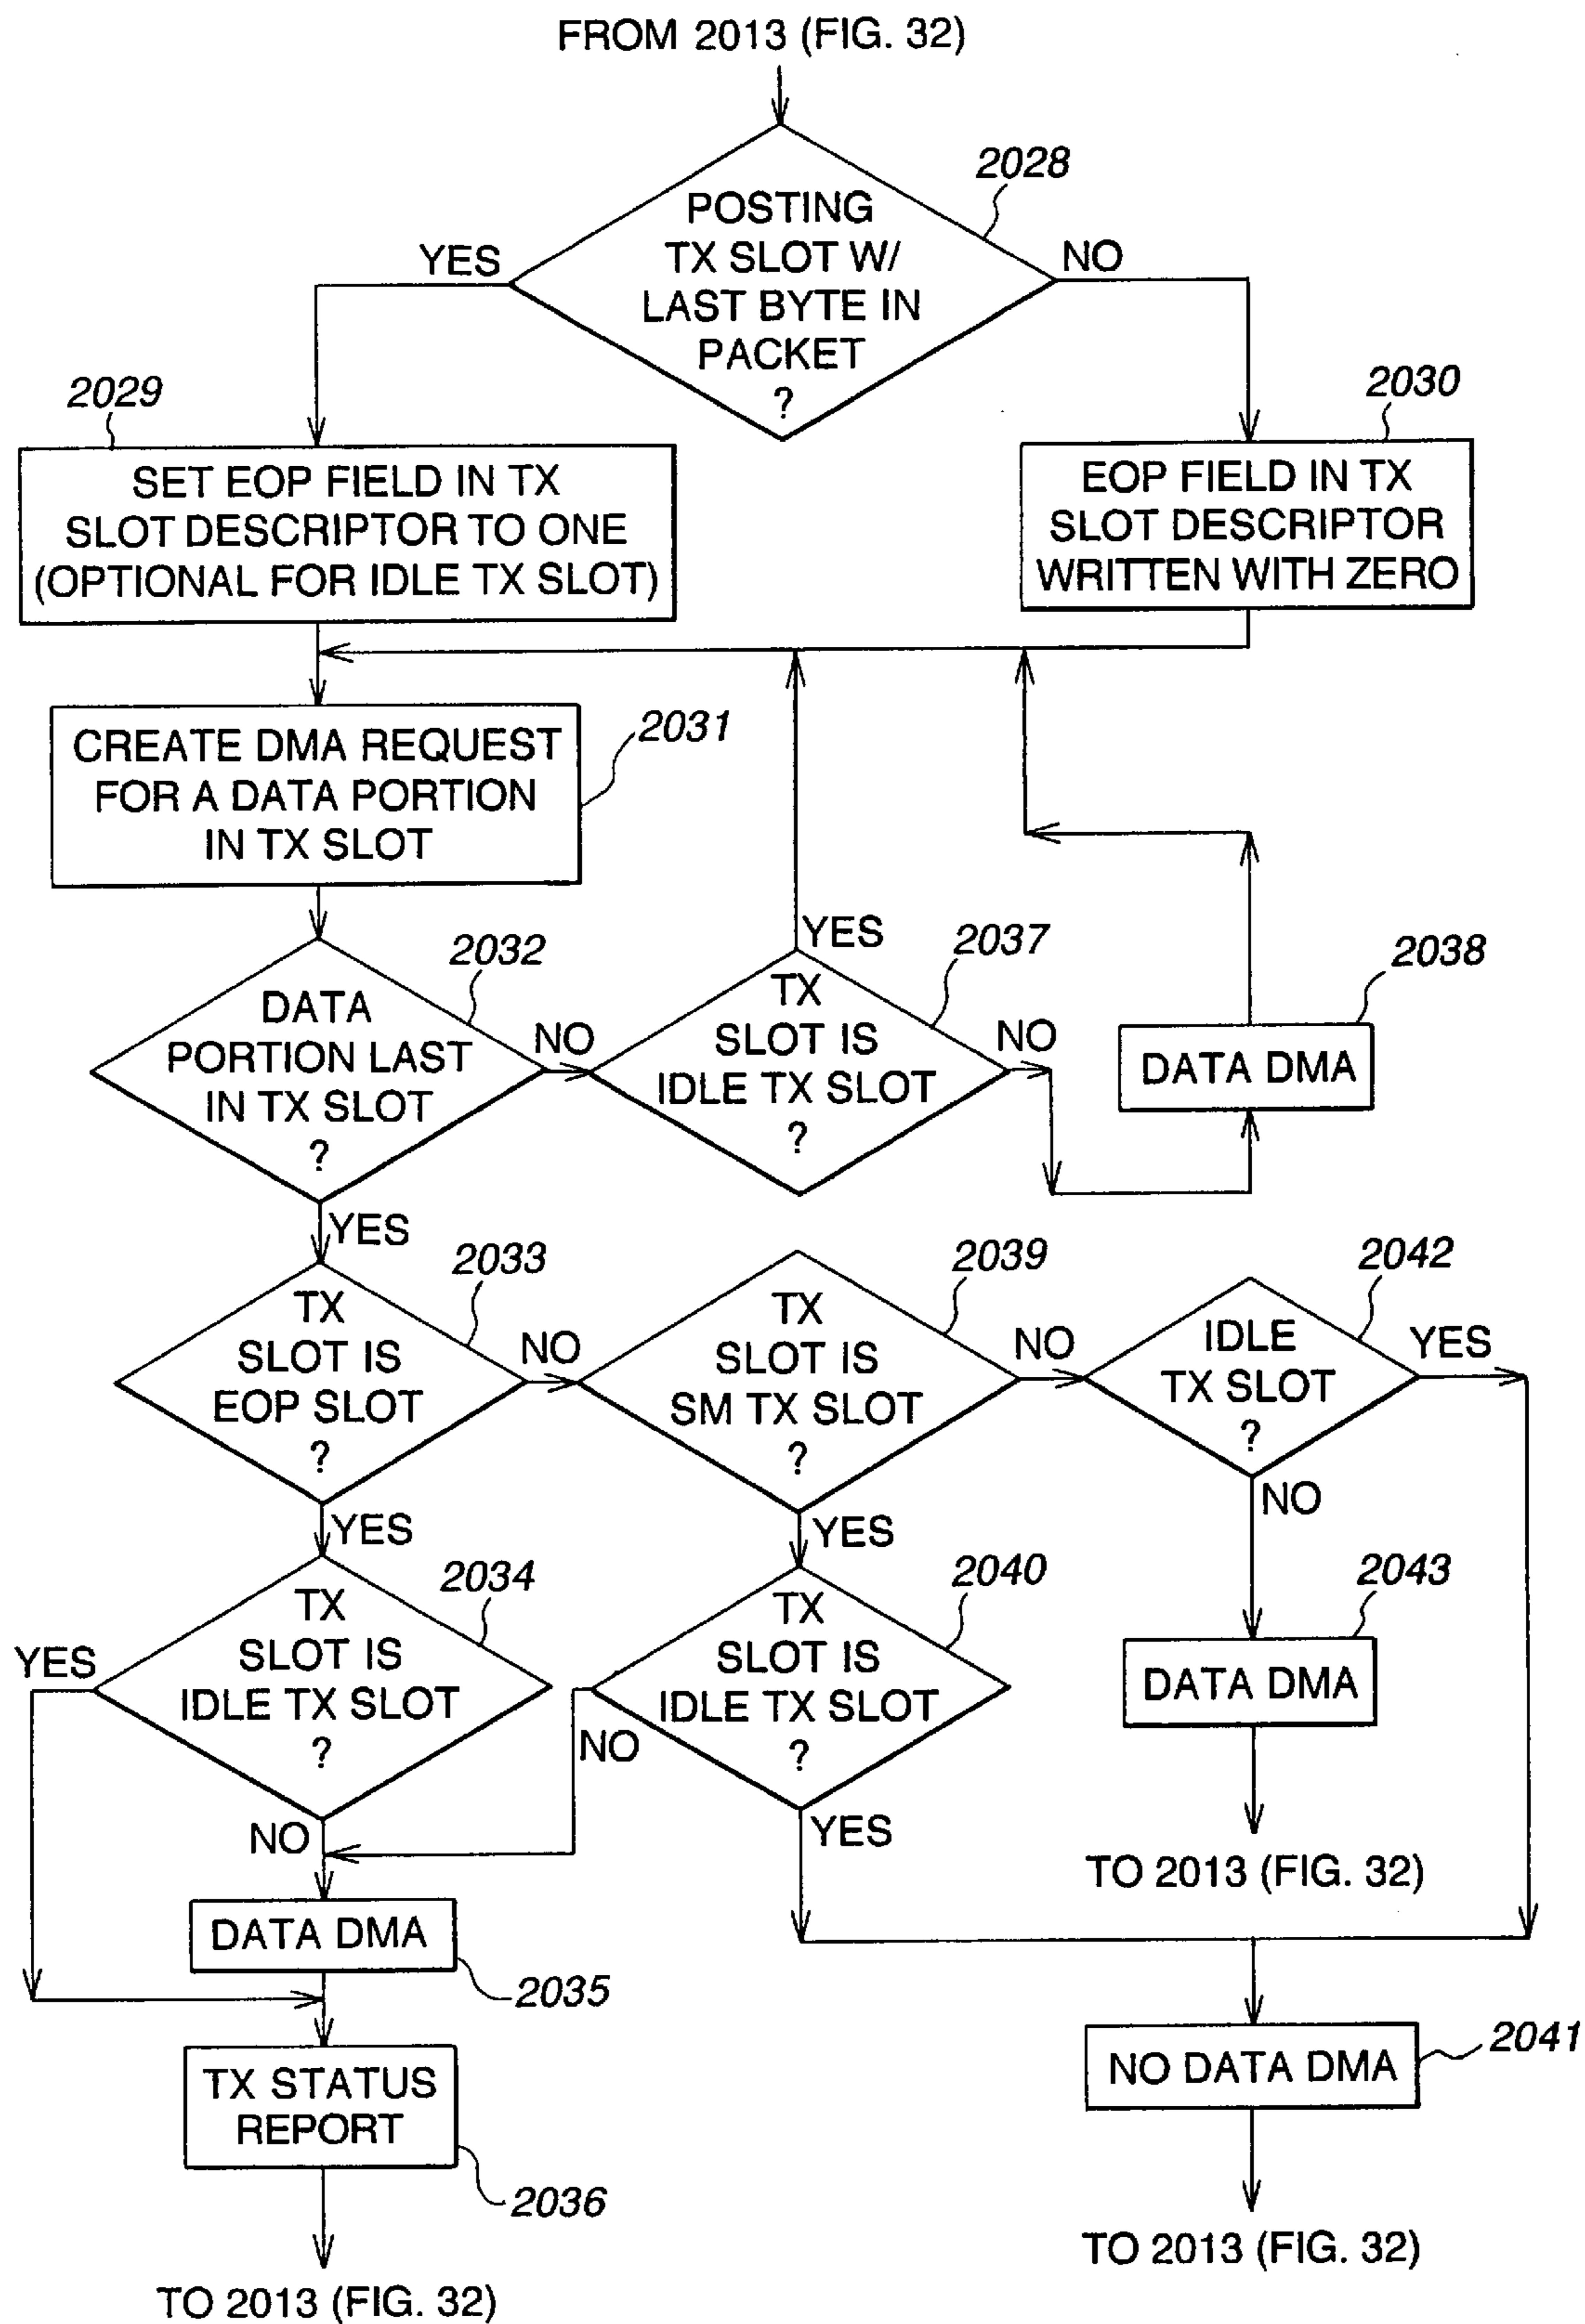 FROM 2013 (FIG. 32)
2028
POSTING
TX SLOT W/
LAST BYTE IN
PACKET
?
YES
NO
2029
SET EOP FIELD IN TX
SLOT DESCRIPTOR TO ONE
(OPTIONAL FOR IDLE TX SLOT)
2030
EOP FIELD IN TX
SLOT DESCRIPTOR
WRITTEN WITH ZERO
CREATE DMA REQUEST
FOR A DATA PORTION
IN TX SLOT
2031
2032
DATA
PORTION LAST
IN TX SLOT
?
NO
YES
YES
2037
TX
SLOT IS
IDLE TX SLOT
?
NO
2038
DATA DMA
2033
TX
SLOT IS
EOP SLOT
?
NO
YES
2039
TX
SLOT IS
SM TX SLOT
?
NO
YES
2042
IDLE
TX SLOT
?
YES
NO
2034
TX
SLOT IS
IDLE TX SLOT
?
YES
NO
2040
TX
SLOT IS
IDLE TX SLOT
?
NO
YES
2043
DATA DMA
TO 2013 (FIG. 32)
DATA DMA
2035
TX STATUS
REPORT
2036
TO 2013 (FIG. 32)
NO DATA DMA
2041
TO 2013 (FIG. 32)